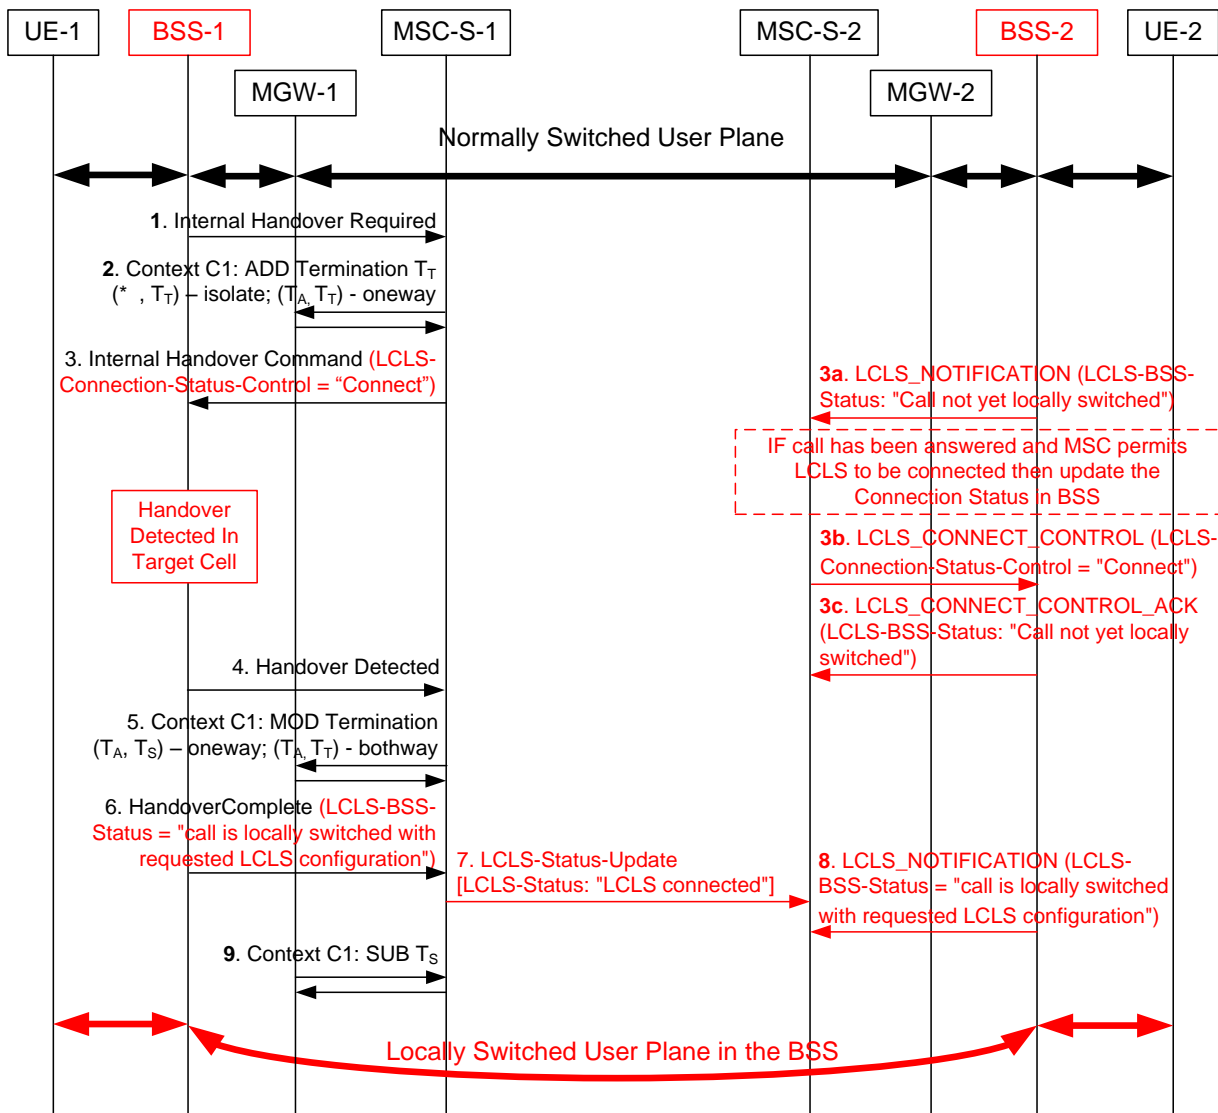 UE-1
BSS-1
MSC-S-1
MSC-S-2
BSS-2
UE-2
MGW-1
MGW-2
Normally Switched User Plane
1. Internal Handover Required
2. Context C1: ADD Termination TT
(* , TT) – isolate; (TA, TT) - oneway
3. Internal Handover Command (LCLS-
Connection-Status-Control = “Connect”)
3a. LCLS_NOTIFICATION (LCLS-BSS-
Status: "Call not yet locally switched")
IF call has been answered and MSC permits
LCLS to be connected then update the
Connection Status in BSS
Handover
Detected In
Target Cell
3b. LCLS_CONNECT_CONTROL (LCLS-
Connection-Status-Control = "Connect")
3c. LCLS_CONNECT_CONTROL_ACK
(LCLS-BSS-Status: "Call not yet locally
switched")
4. Handover Detected
5. Context C1: MOD Termination
(TA, TS) – oneway; (TA, TT) - bothway
6. HandoverComplete (LCLS-BSS-
Status = "call is locally switched with
requested LCLS configuration")
7. LCLS-Status-Update
[LCLS-Status: "LCLS connected"]
8. LCLS_NOTIFICATION (LCLS-
BSS-Status = "call is locally switched
with requested LCLS configuration")
9. Context C1: SUB TS
Locally Switched User Plane in the BSS